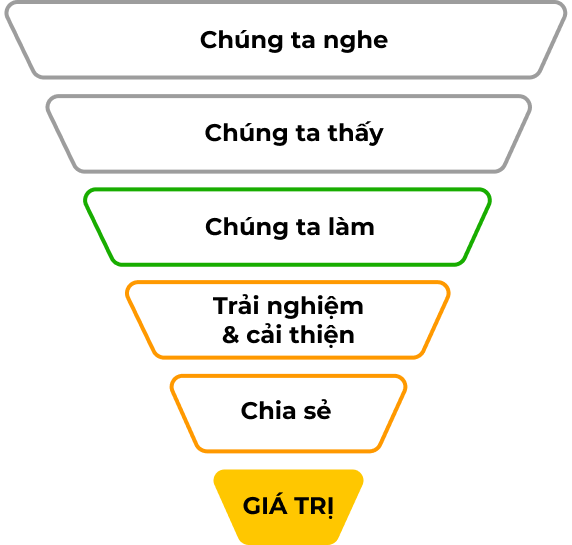 Chúng ta nghe
Chúng ta thấy
Chúng ta làm
Trải nghiệm
& cải thiện
Chia sẻ
GIÁ TRỊ